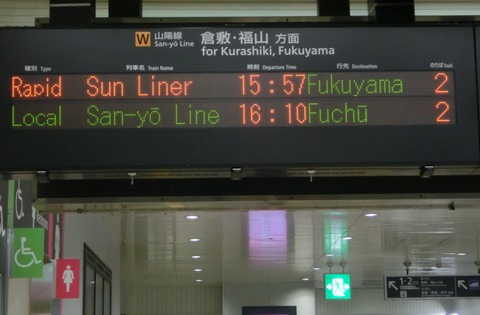 W 山陽線 San-yō Line 倉敷・福山 方面
for Kurashiki, Fukuyama
種別 Type 列車名 Train Name 時刻 Departure Time 行先 Destination のりば Track
Rapid Sun Liner 15:57 Fukuyama 2
Local San-yō Line 16:10 Fuchū 2
1・2